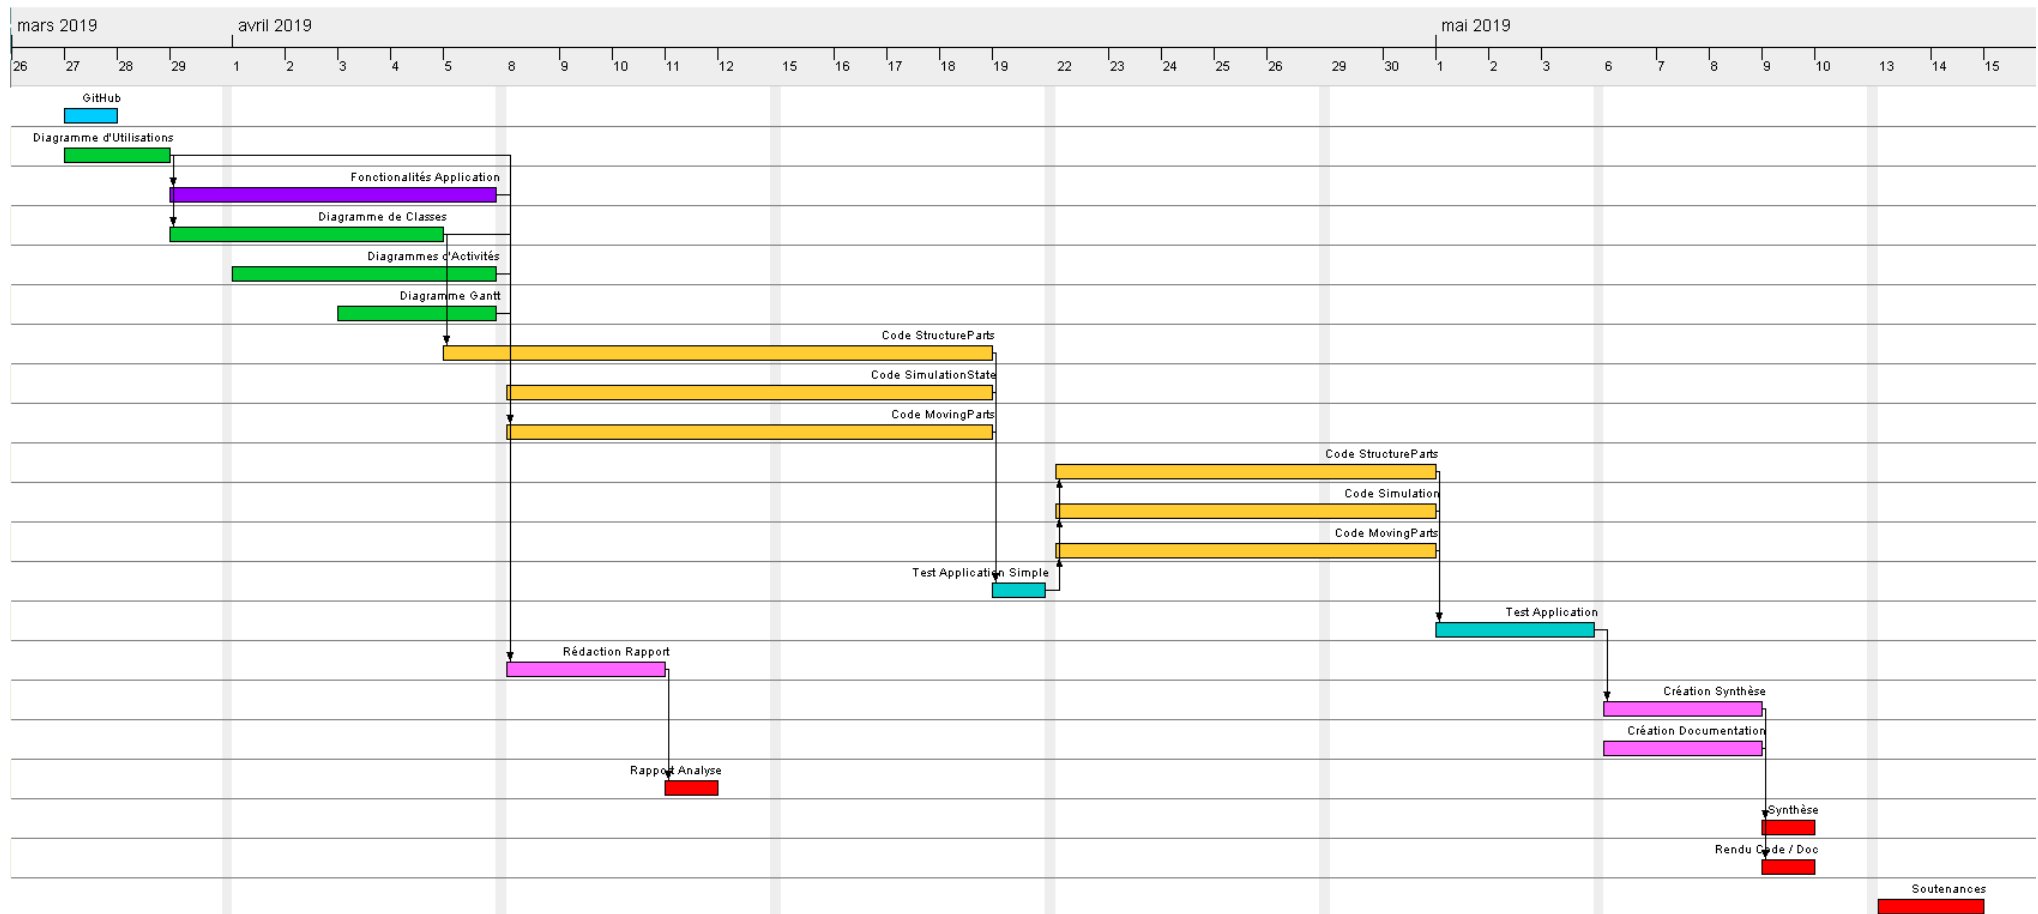 mars 2019 avril 2019 mai 2019
26 27 28 29 1 2 3 4 5 8 9 10 11 12 15 16 17 18 19 22 23 24 25 26 29 30 1 2 3 6 7 8 9 10 13 14 15
GitHub
Diagramme d'Utilisations
Fonctionalités Application
Diagramme de Classes
Diagrammes d'Activités
Diagramme Gantt
Code StructureParts
Code SimulationState
Code MovingParts
Code StructureParts
Code Simulation
Code MovingParts
Test Application Simple
Test Application
Rédaction Rapport
Création Synthèse
Création Documentation
Rapport Analyse
Synthèse
Rendu Code / Doc
Soutenances